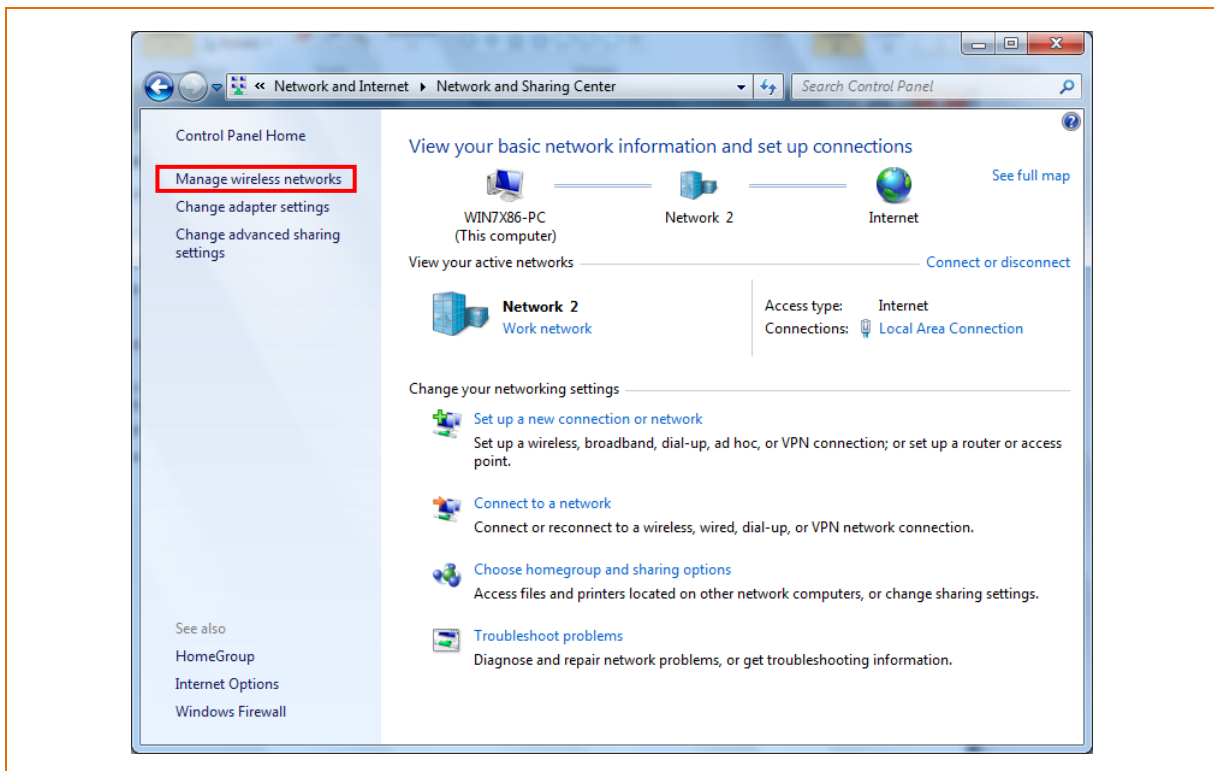 « Network and Internet ▸ Network and Sharing Center
Search Control Panel
Control Panel Home
Manage wireless networks
Change adapter settings
Change advanced sharing
settings
See also
HomeGroup
Internet Options
Windows Firewall
View your basic network information and set up connections
See full map
WIN7X86-PC
(This computer)
Network 2
Internet
View your active networks
Connect or disconnect
Network 2
Work network
Access type: Internet
Connections: Local Area Connection
Change your networking settings
Set up a new connection or network
Set up a wireless, broadband, dial-up, ad hoc, or VPN connection; or set up a router or access
point.
Connect to a network
Connect or reconnect to a wireless, wired, dial-up, or VPN network connection.
Choose homegroup and sharing options
Access files and printers located on other network computers, or change sharing settings.
Troubleshoot problems
Diagnose and repair network problems, or get troubleshooting information.